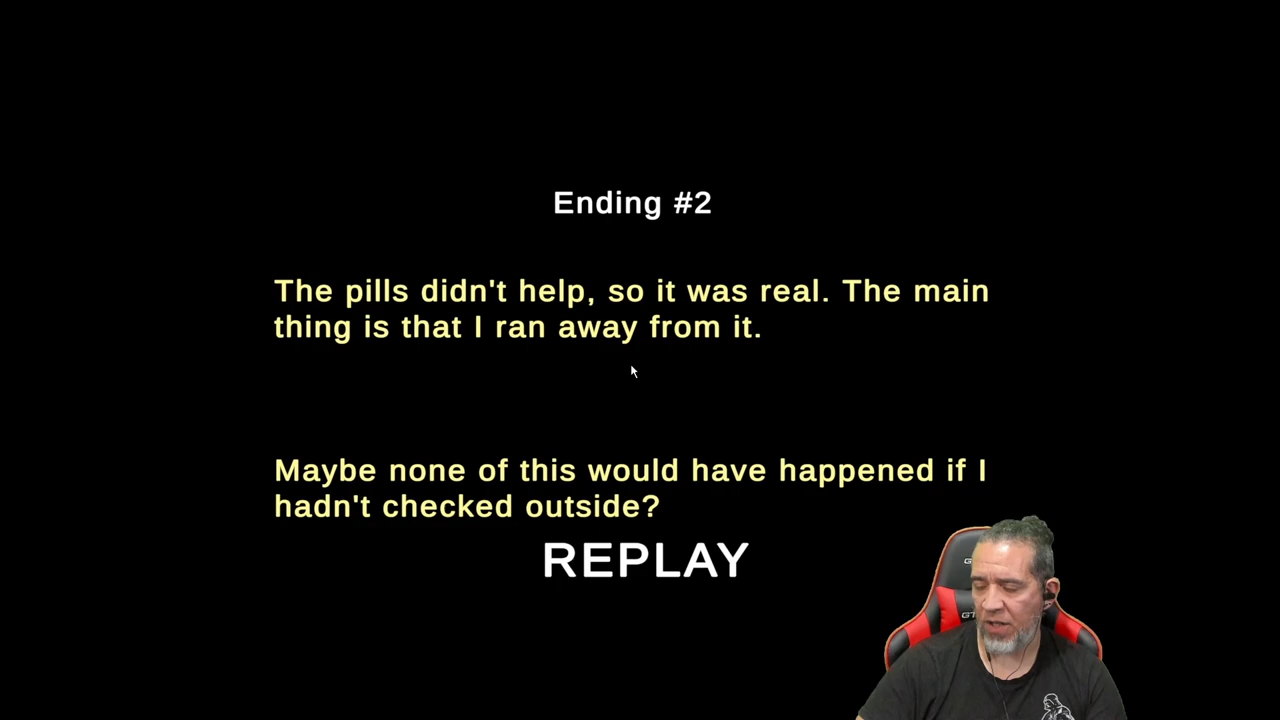 Ending #2
The pills didn't help, so it was real. The main
thing is that I ran away from it.
Maybe none of this would have happened if I
hadn't checked outside?
REPLAY